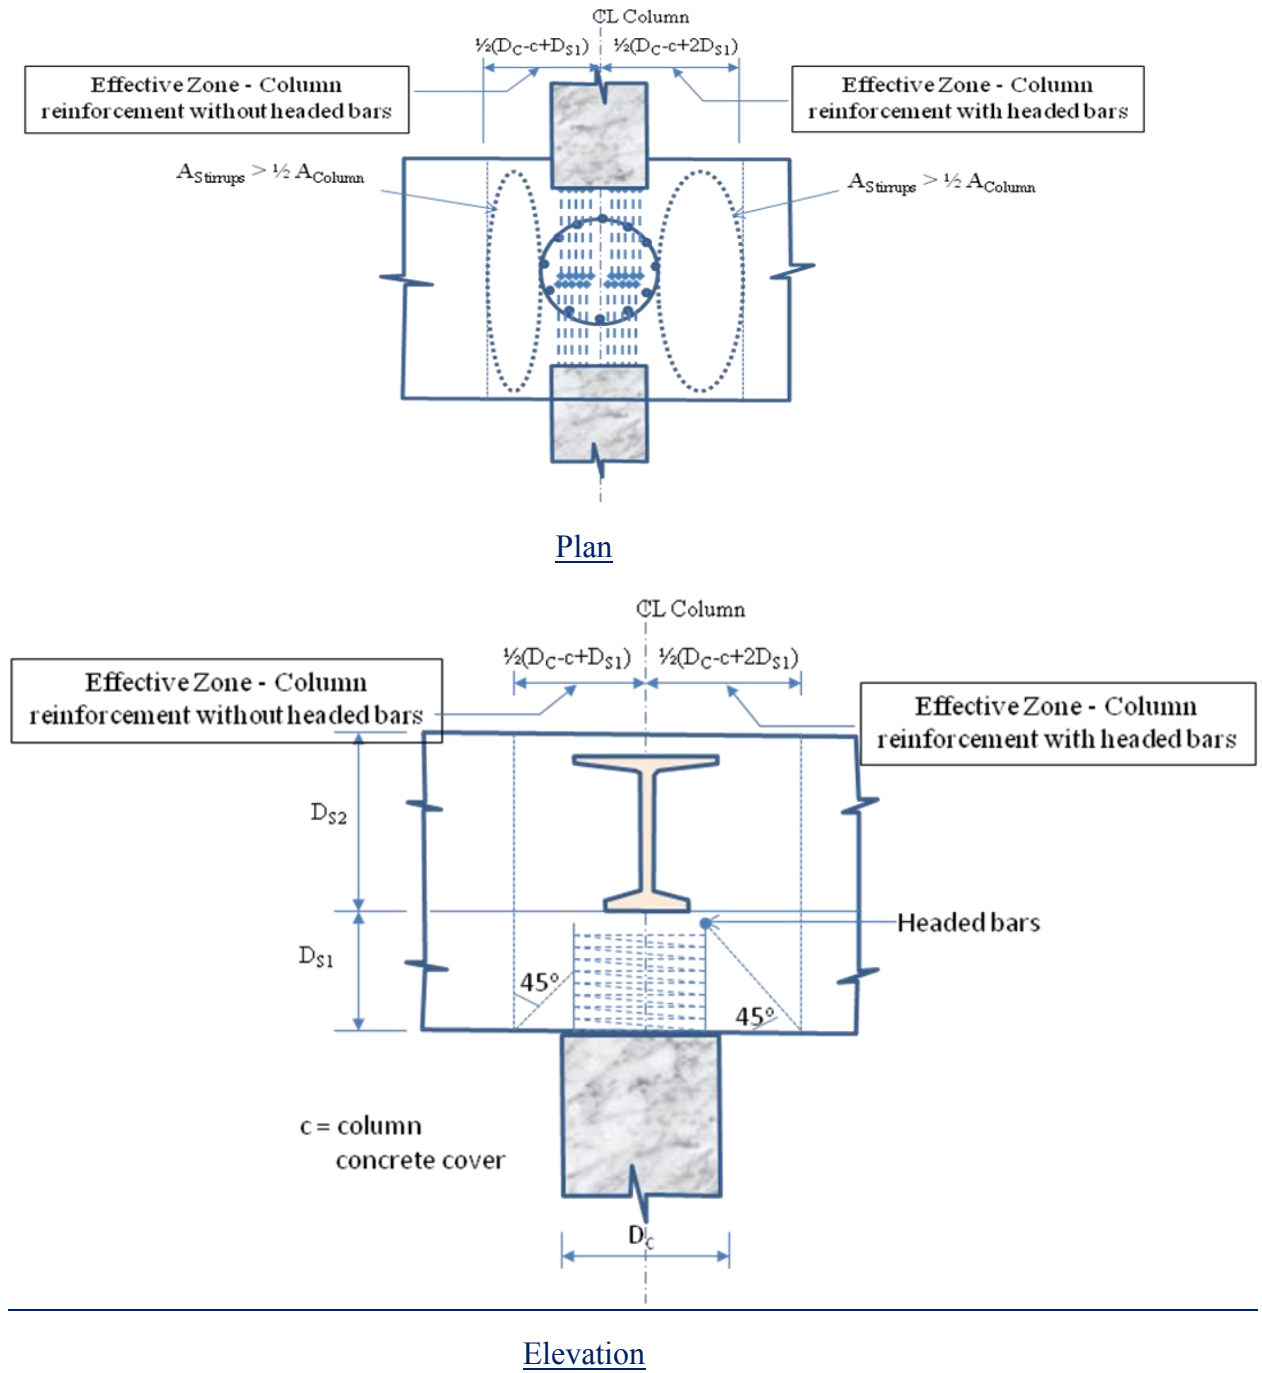 CL Column
½(DC-c+DS1)
½(DC-c+2DS1)
Effective Zone - Column
reinforcement without headed bars
Effective Zone - Column
reinforcement with headed bars
AStirrups > ½ AColumn
AStirrups > ½ AColumn
Plan
CL Column
½(DC-c+DS1)
½(DC-c+2DS1)
Effective Zone - Column
reinforcement without headed bars
Effective Zone - Column
reinforcement with headed bars
DS2
Headed bars
DS1
45°
45°
c = column
concrete cover
Dc
Elevation